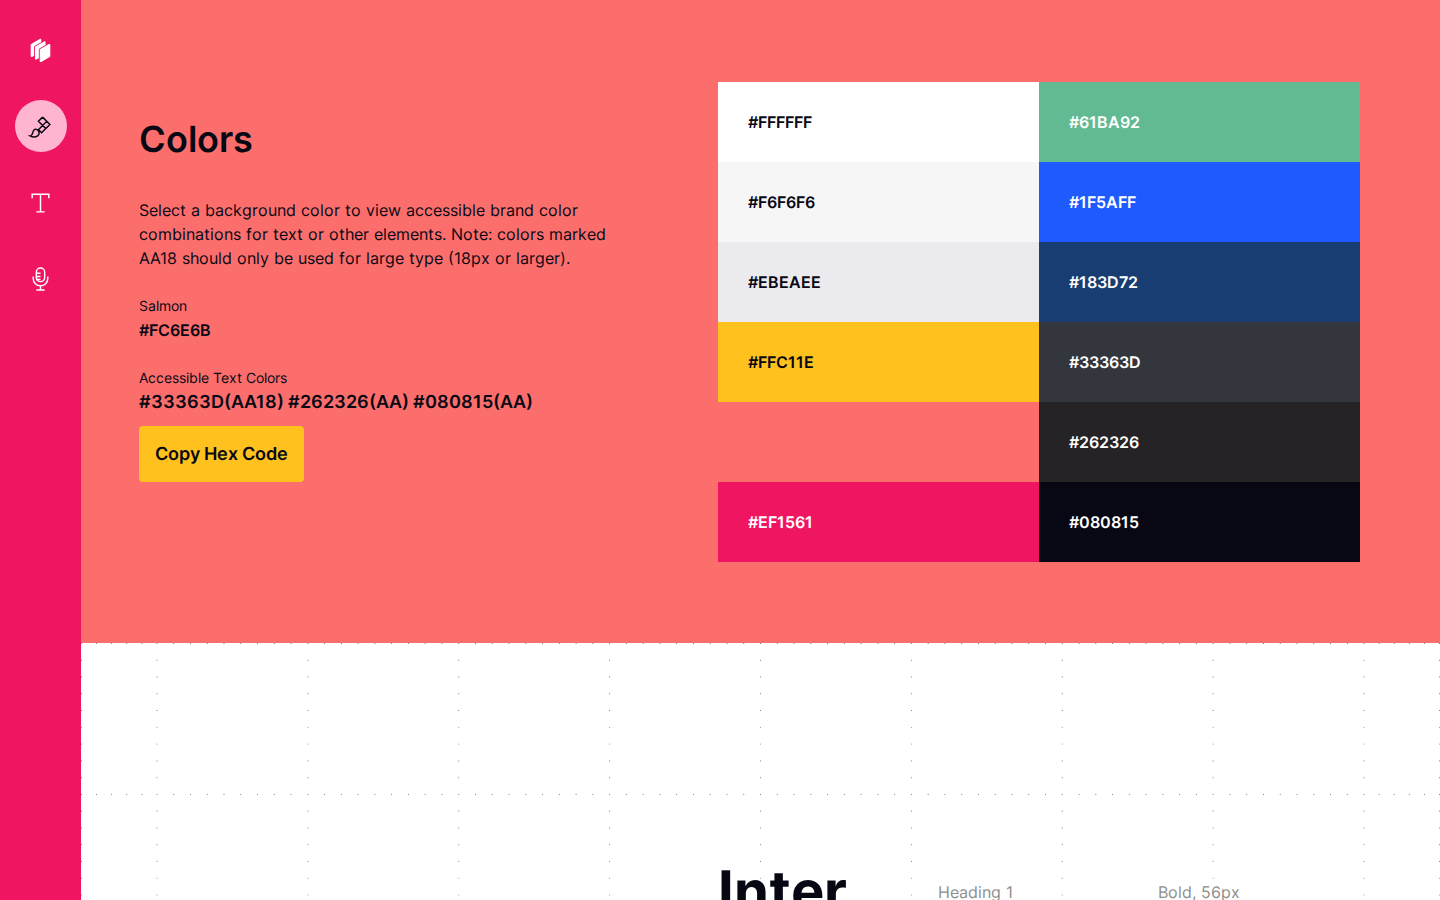 Colors
Select a background color to view accessible brand color
combinations for text or other elements. Note: colors marked
AA18 should only be used for large type (18px or larger).
Salmon
#FC6E6B
Accessible Text Colors
#33363D(AA18) #262326(AA) #080815(AA)
Copy Hex Code
#FFFFFF
#61BA92
#F6F6F6
#1F5AFF
#EBEAEE
#183D72
#FFC11E
#33363D
#262326
#EF1561
#080815
Inter
Heading 1
Bold, 56px